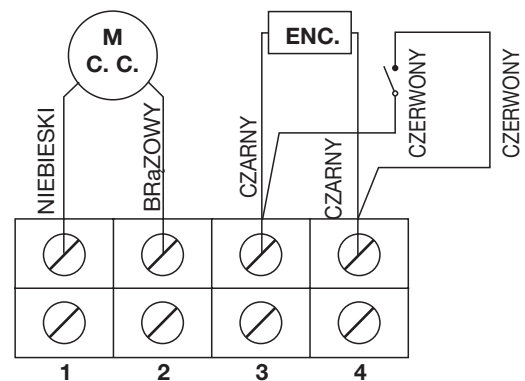 M
C. C.
ENC.
NIEBIESKI
BRąZOWY
CZARNY
CZARNY
CZERWONY
CZERWONY
1 2 3 4